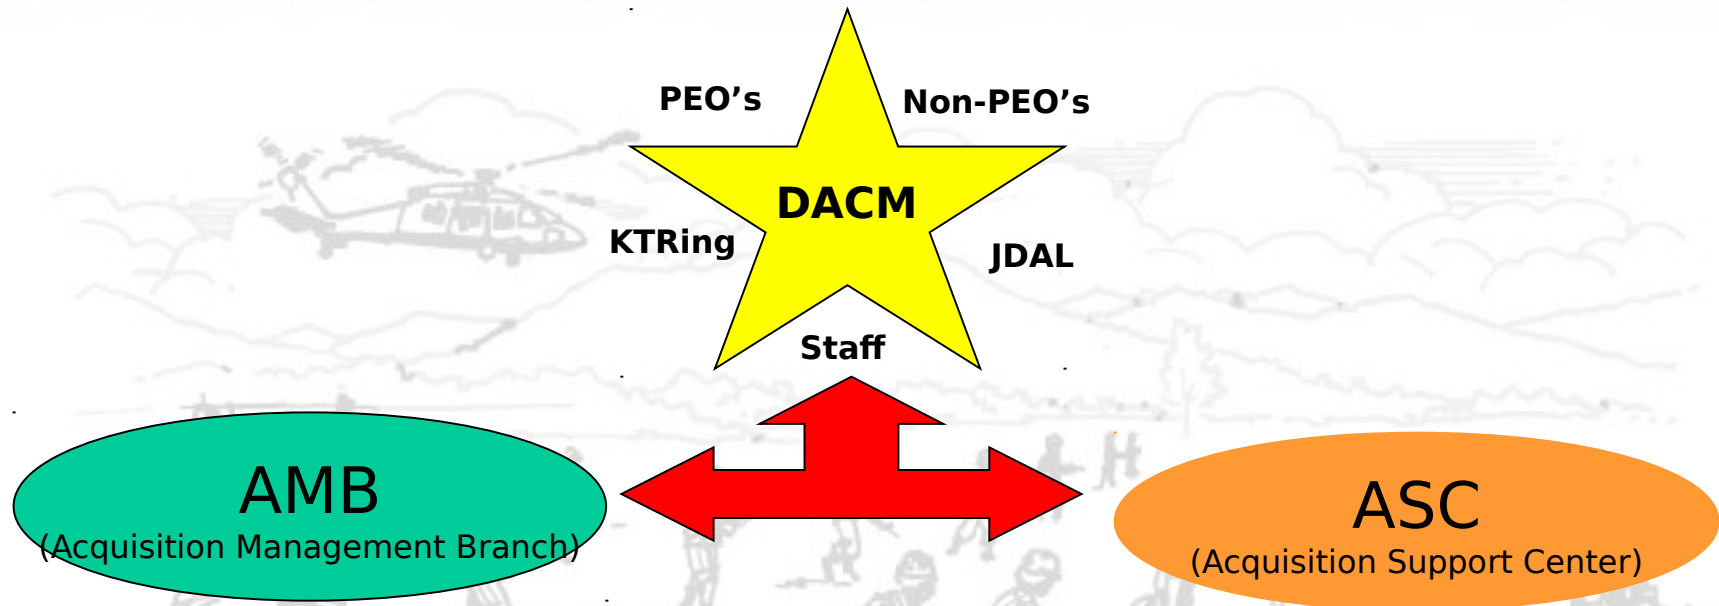 PEO’s
Non-PEO’s
DACM
KTRing
JDAL
Staff
AMB
(Acquisition Management Branch)
ASC
(Acquisition Support Center)